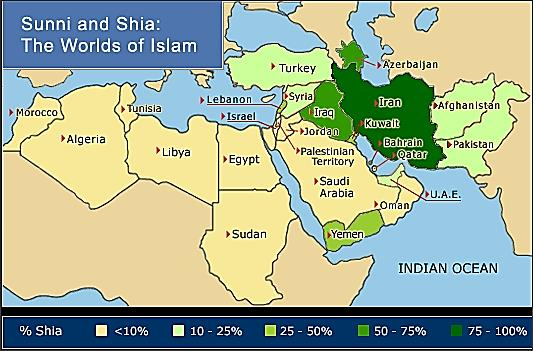 Sunni and Shia:
The Worlds of Islam
Azerbaijan
Turkey
Lebanon
Syria
Iran
Afghanistan
Morocco
Tunisia
Israel
Iraq
Kuwait
Algeria
Jordan
Bahrain
Pakistan
Libya
Egypt
Palestinian
Territory
Qatar
Saudi
Arabia
U.A.E.
Oman
Sudan
Yemen
INDIAN OCEAN
% Shia <10% 10 - 25% 25 - 50% 50 - 75% 75 - 100%